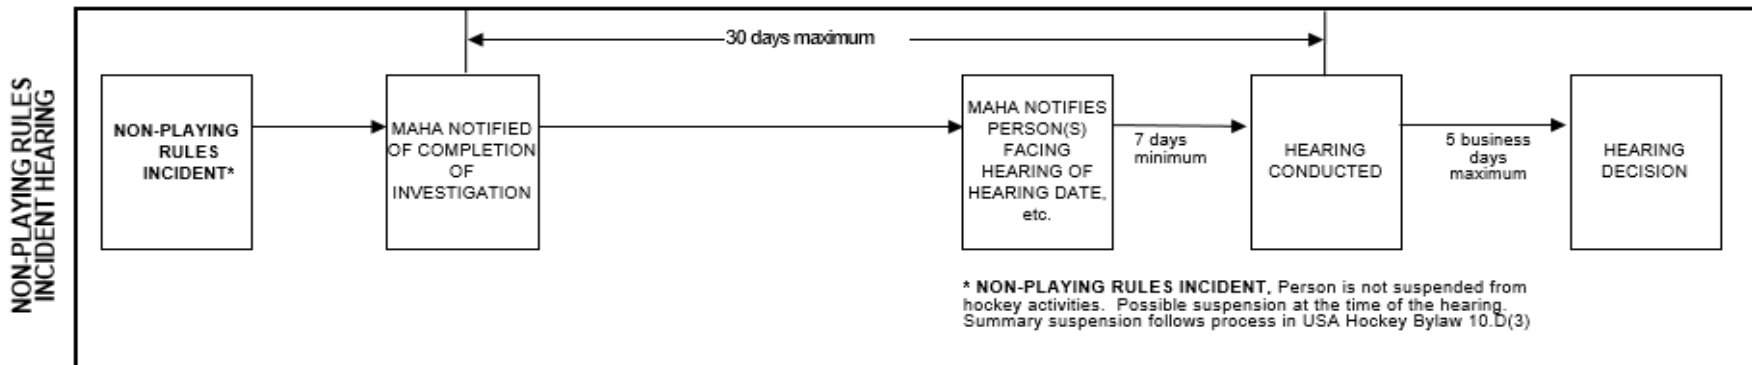 NON-PLAYING RULES
INCIDENT HEARING
30 days maximum
NON-PLAYING
RULES
INCIDENT*
MAHA NOTIFIED
OF COMPLETION
OF
INVESTIGATION
MAHA NOTIFIES
PERSON(S)
FACING
HEARING OF
HEARING DATE,
etc.
7 days
minimum
HEARING
CONDUCTED
5 business
days
maximum
HEARING
DECISION
* NON-PLAYING RULES INCIDENT, Person is not suspended from
hockey activities. Possible suspension at the time of the hearing.
Summary suspension follows process in USA Hockey Bylaw 10.D(3)